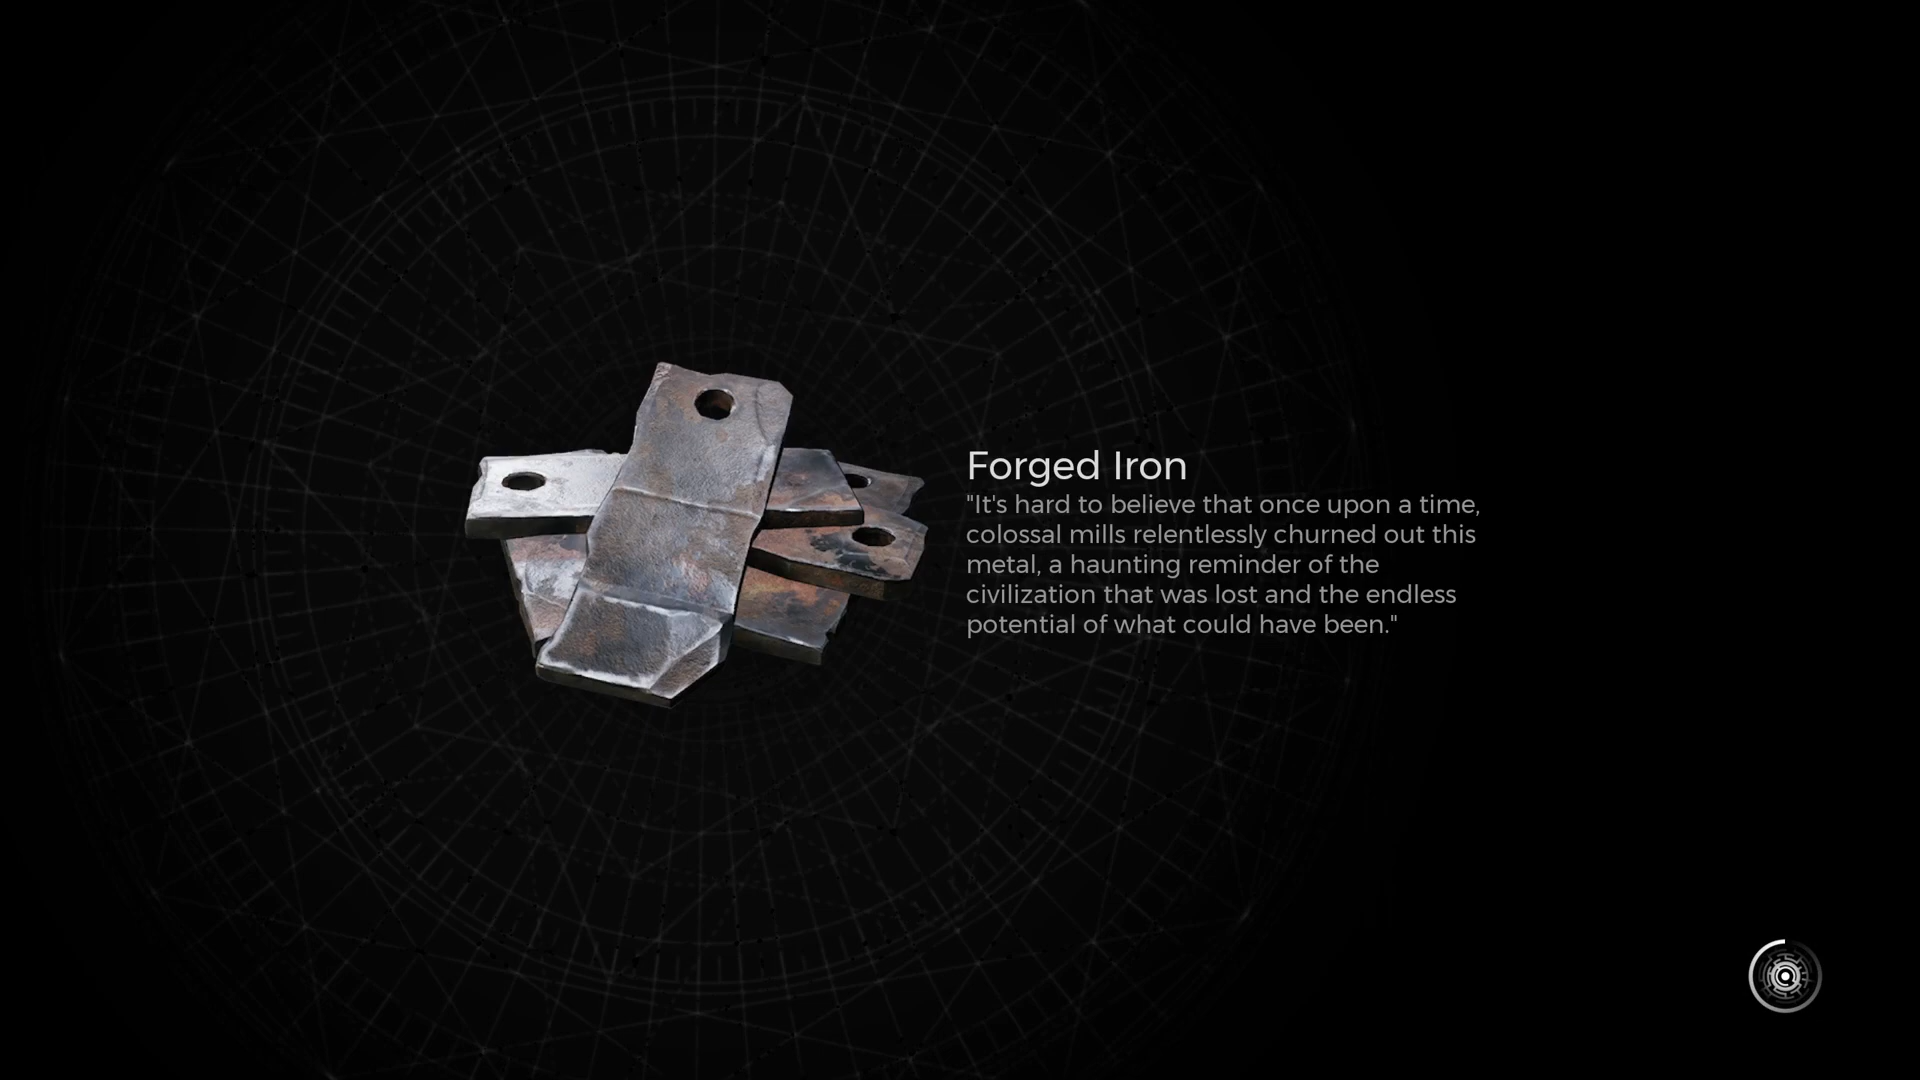 Forged Iron
"It's hard to believe that once upon a time,
colossal mills relentlessly churned out this
metal, a haunting reminder of the
civilization that was lost and the endless
potential of what could have been."